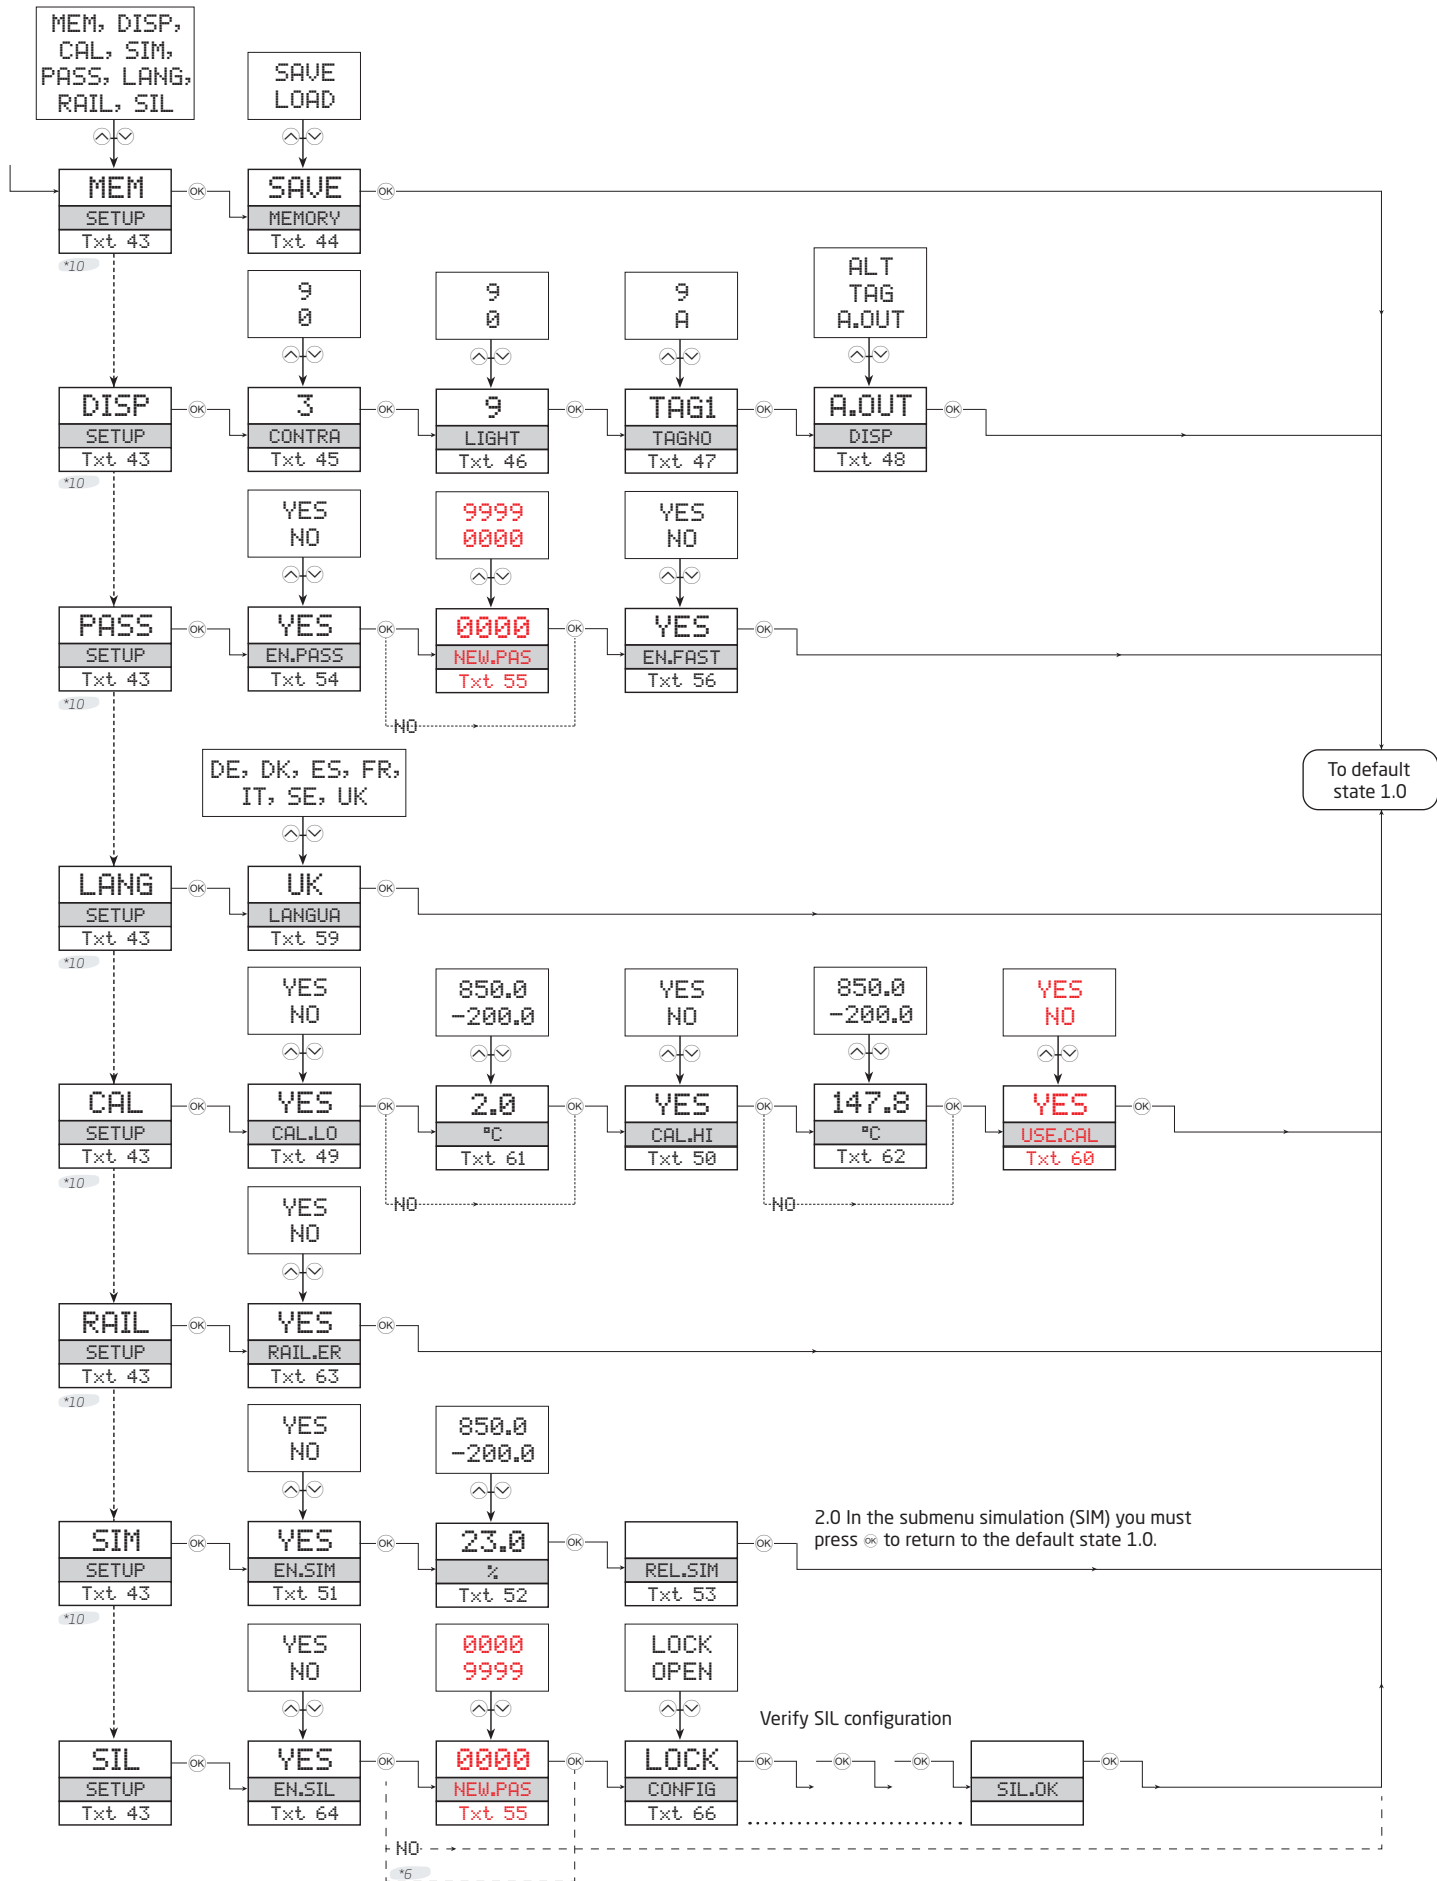 MEM, DISP,
CAL, SIM,
PASS, LANG,
RAIL, SIL
SAVE
LOAD
MEM
SETUP
Txt 43
*10
OK
SAVE
MEMORY
Txt 44
OK
9
0
9
0
9
A
ALT
TAG
A.OUT
DISP
SETUP
Txt 43
*10
OK
3
CONTRA
Txt 45
OK
9
LIGHT
Txt 46
OK
TAG1
TAGNO
Txt 47
OK
A.OUT
DISP
Txt 48
OK
YES
NO
9999
0000
YES
NO
PASS
SETUP
Txt 43
*10
OK
YES
EN.PASS
Txt 54
OK
NO
0000
NEW.PAS
Txt 55
OK
YES
EN.FAST
Txt 56
OK
To default
state 1.0
DE, DK, ES, FR,
IT, SE, UK
LANG
SETUP
Txt 43
*10
OK
UK
LANGUA
Txt 59
OK
YES
NO
850.0
-200.0
YES
NO
850.0
-200.0
YES
NO
CAL
SETUP
Txt 43
*10
OK
YES
CAL.LO
Txt 49
OK
NO
2.0
°C
Txt 61
OK
YES
CAL.HI
Txt 50
OK
NO
147.8
°C
Txt 62
OK
YES
USE.CAL
Txt 60
OK
YES
NO
RAIL
SETUP
Txt 43
*10
OK
YES
RAIL.ER
Txt 63
OK
YES
NO
850.0
-200.0
SIM
SETUP
Txt 43
*10
OK
YES
EN.SIM
Txt 51
OK
23.0
%
Txt 52
OK
REL.SIM
Txt 53
OK
2.0 In the submenu simulation (SIM) you must
press OK to return to the default state 1.0.
YES
NO
0000
9999
LOCK
OPEN
Verify SIL configuration
SIL
SETUP
Txt 43
OK
YES
EN.SIL
Txt 64
OK
NO
*6
0000
NEW.PAS
Txt 55
OK
LOCK
CONFIG
Txt 66
OK
OK
OK
SIL.OK
OK